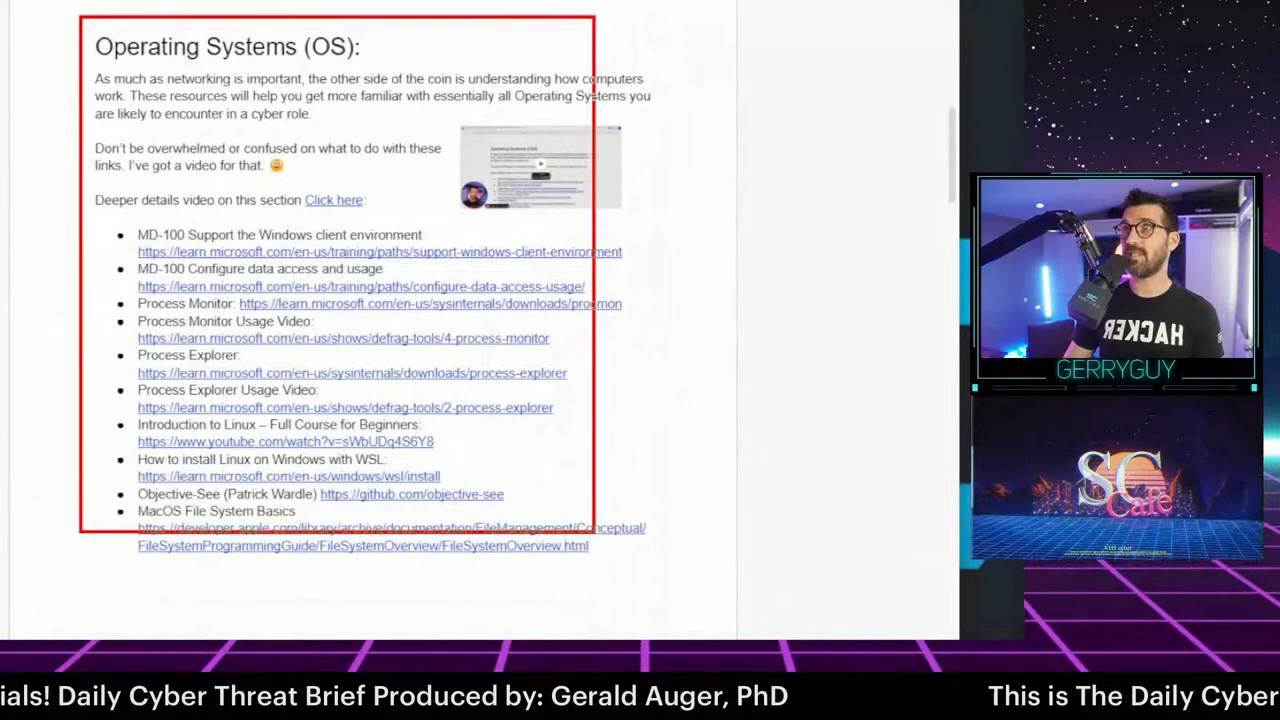 Operating Systems (OS):
As much as networking is important, the other side of the coin is understanding how computers
work. These resources will help you get more familiar with essentially all Operating Systems you
are likely to encounter in a cyber role.
Don't be overwhelmed or confused on what to do with these
links. I've got a video for that. 😀
Deeper details video on this section Click here:
MD-100 Support the Windows client environment
https://learn.microsoft.com/en-us/training/paths/support-windows-client-environment
MD-100 Configure data access and usage
https://learn.microsoft.com/en-us/training/paths/configure-data-access-usage/
Process Monitor: https://learn.microsoft.com/en-us/sysinternals/downloads/procmon
Process Monitor Usage Video:
https://learn.microsoft.com/en-us/shows/defrag-tools/4-process-monitor
Process Explorer:
https://learn.microsoft.com/en-us/sysinternals/downloads/process-explorer
Process Explorer Usage Video:
https://learn.microsoft.com/en-us/shows/defrag-tools/2-process-explorer
Introduction to Linux – Full Course for Beginners:
https://www.youtube.com/watch?v=sWbUDq4S6Y8
How to install Linux on Windows with WSL:
https://learn.microsoft.com/en-us/windows/wsl/install
Objective-See (Patrick Wardle) https://github.com/objective-see
MacOS File System Basics
https://developer.apple.com/library/archive/documentation/FileManagement/Conceptual/
FileSystemProgrammingGuide/FileSystemOverview/FileSystemOverview.html
HACKER
GERRYGUY
SC
Cafe
ials! Daily Cyber Threat Brief Produced by: Gerald Auger, PhD
This is The Daily Cyber